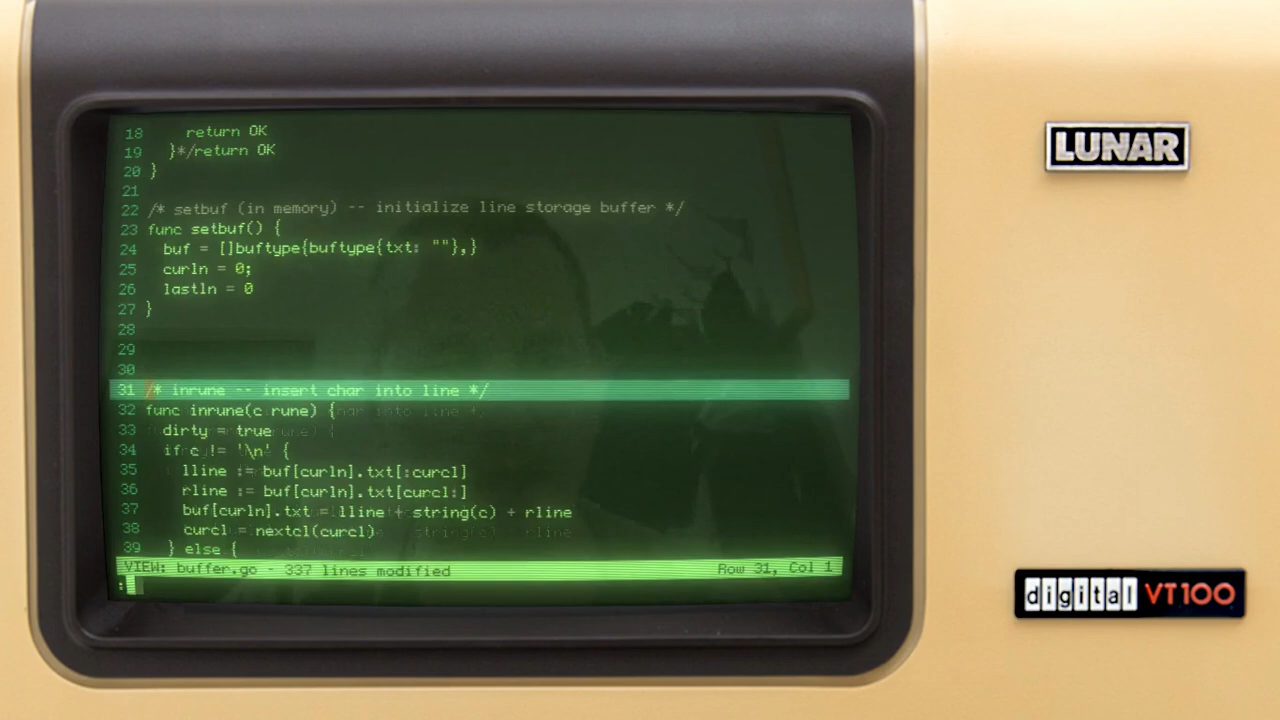 18 return OK
19 }*/return OK
20 }
21
22 /* setbuf (in memory) -- initialize line storage buffer */
23 func setbuf() {
24 buf = []buftype{buftype{txt: ""},}
25 curln = 0;
26 lastln = 0
27 }
28
29
30
31 /* inrune -- insert char into line */
32 func inrune(c rune) {
33 dirty = true
34 if c != '\n' {
35 lline := buf[curln].txt[:curcl]
36 rline := buf[curln].txt[curcl:]
37 buf[curln].txt = lline + string(c) + rline
38 curcl = nextcl(curcl)
39 } else {
VIEW: buffer.go - 337 lines modified Row 31, Col 1
:
LUNAR
digital VT100